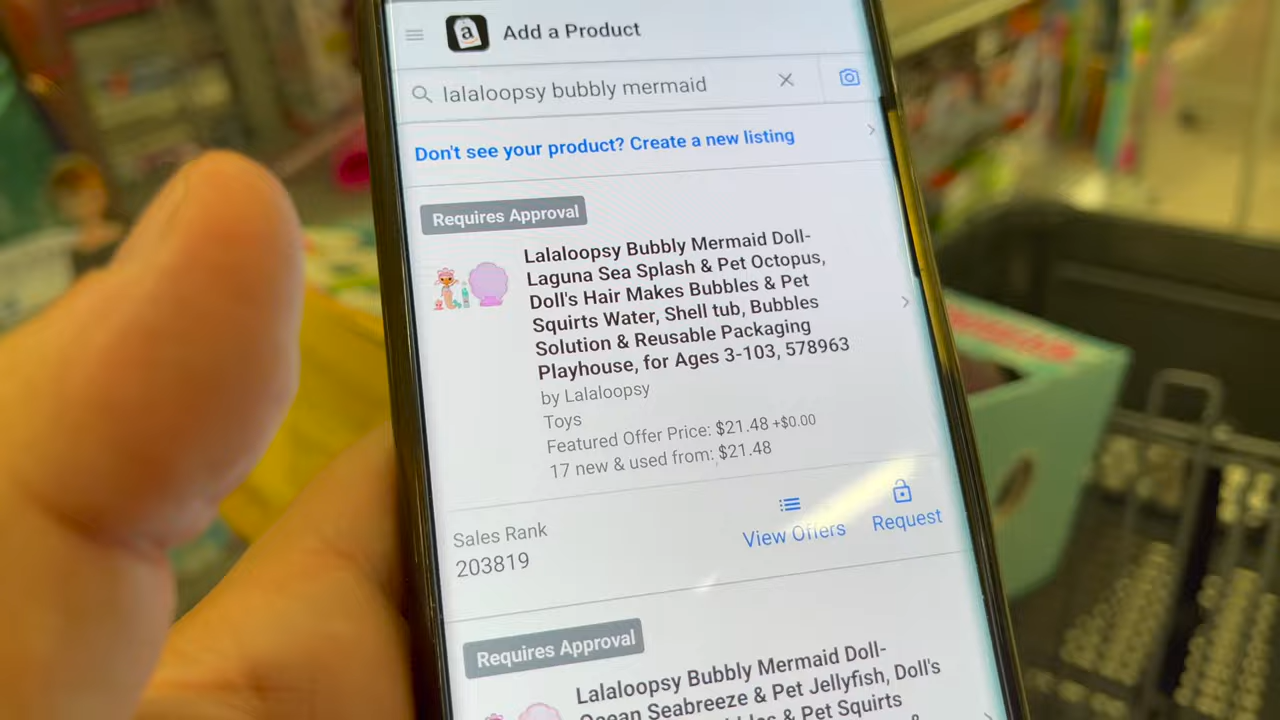 a Add a Product
lalaloopsy bubbly mermaid
Don't see your product? Create a new listing
Requires Approval
Lalaloopsy Bubbly Mermaid Doll-
Laguna Sea Splash & Pet Octopus,
Doll's Hair Makes Bubbles & Pet
Squirts Water, Shell tub, Bubbles
Solution & Reusable Packaging
Playhouse, for Ages 3-103, 578963
by Lalaloopsy
Toys
Featured Offer Price: $21.48 +$0.00
17 new & used from: $21.48
Sales Rank
203819
View Offers
Request
Requires Approval
Lalaloopsy Bubbly Mermaid Doll-
Ocean Seabreeze & Pet Jellyfish, Doll's
& Pet Squirts